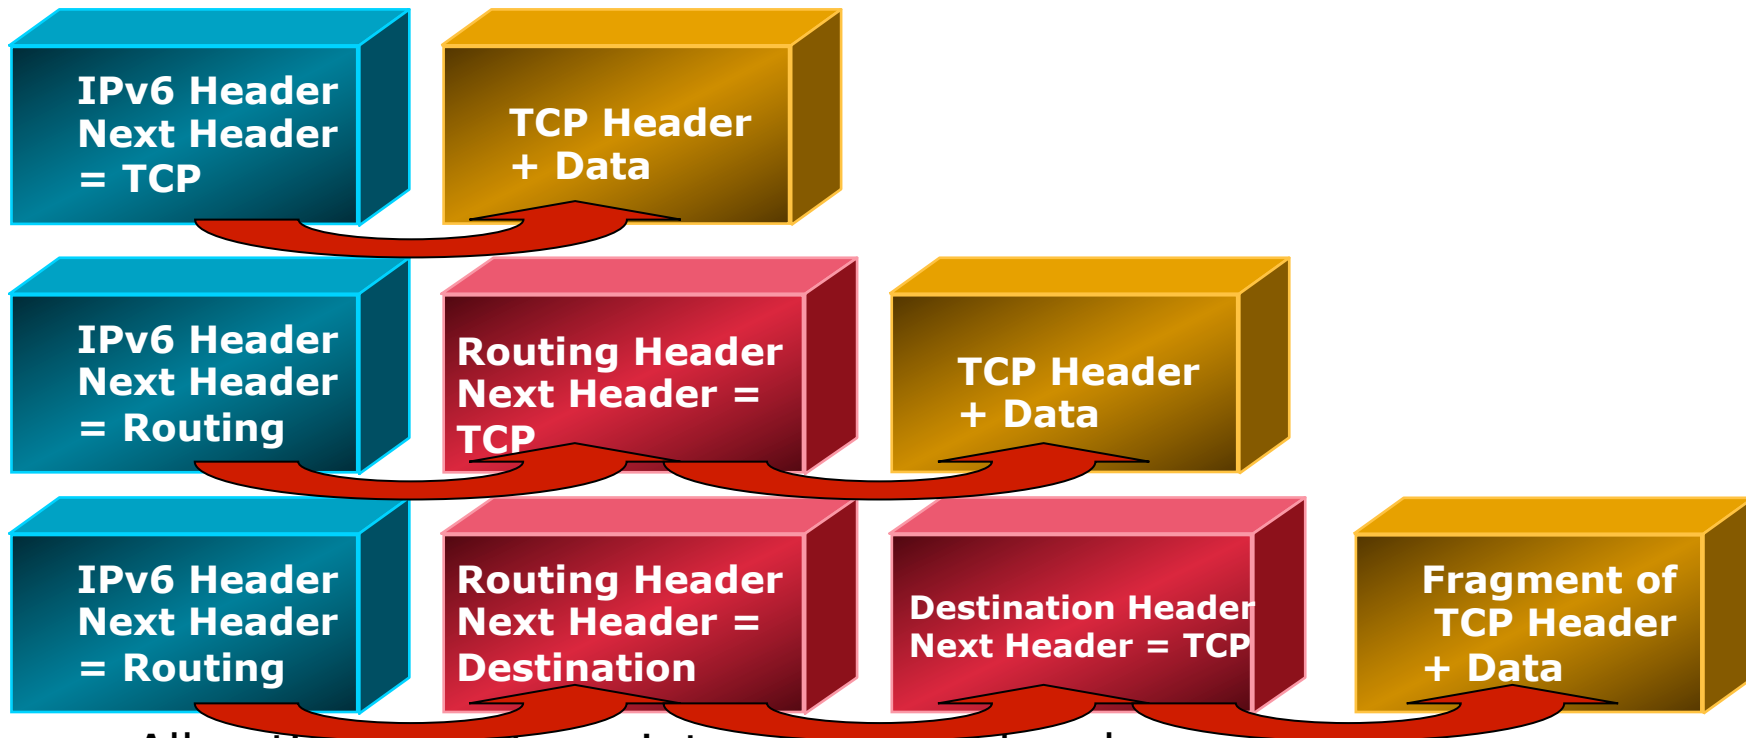 IPv6 Header
Next Header
= TCP
TCP Header
+ Data
IPv6 Header
Next Header
= Routing
Routing Header
Next Header =
TCP
TCP Header
+ Data
IPv6 Header
Next Header
= Routing
Routing Header
Next Header =
Destination
Destination Header
Next Header = TCP
Fragment of
TCP Header
+ Data